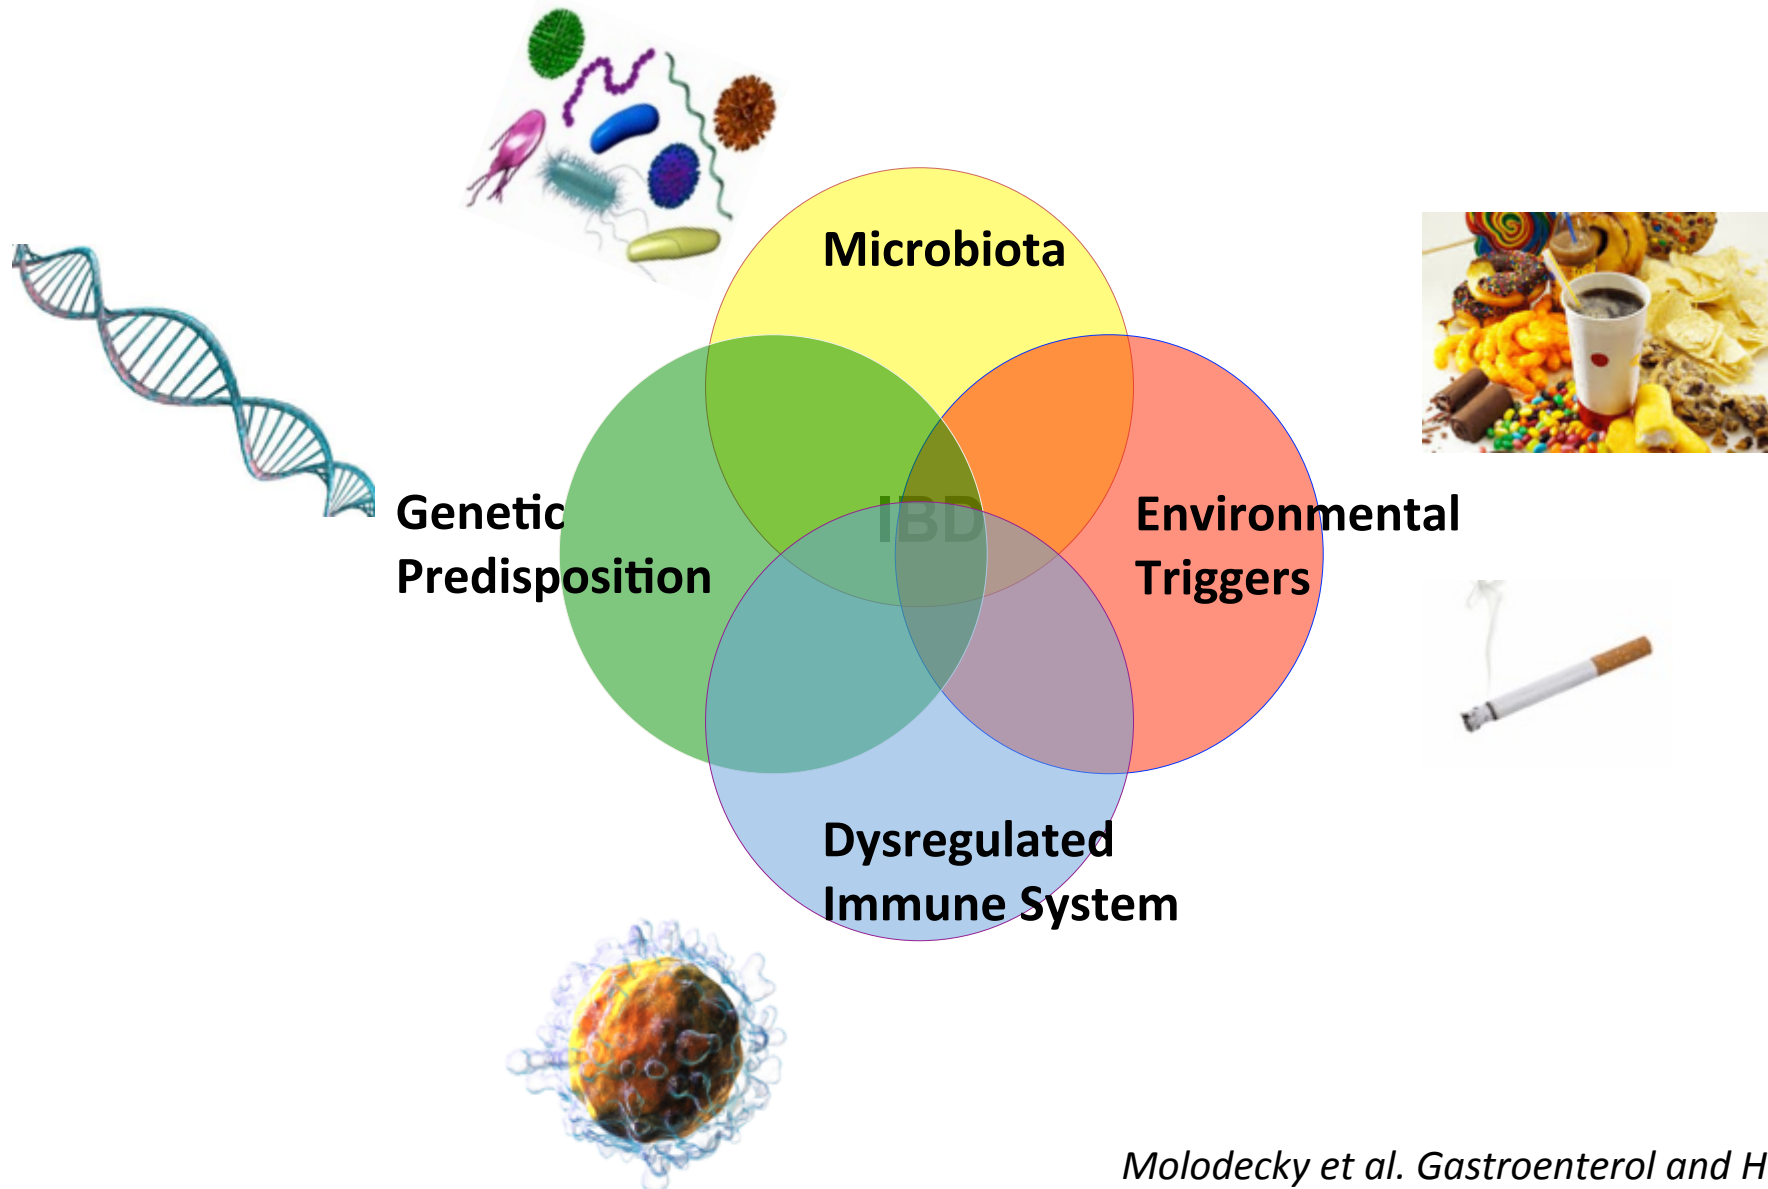 Microbiota
Genetic
Predisposition
IBD
Environmental
Triggers
Dysregulated
Immune System
Molodecky et al. Gastroenterol and H